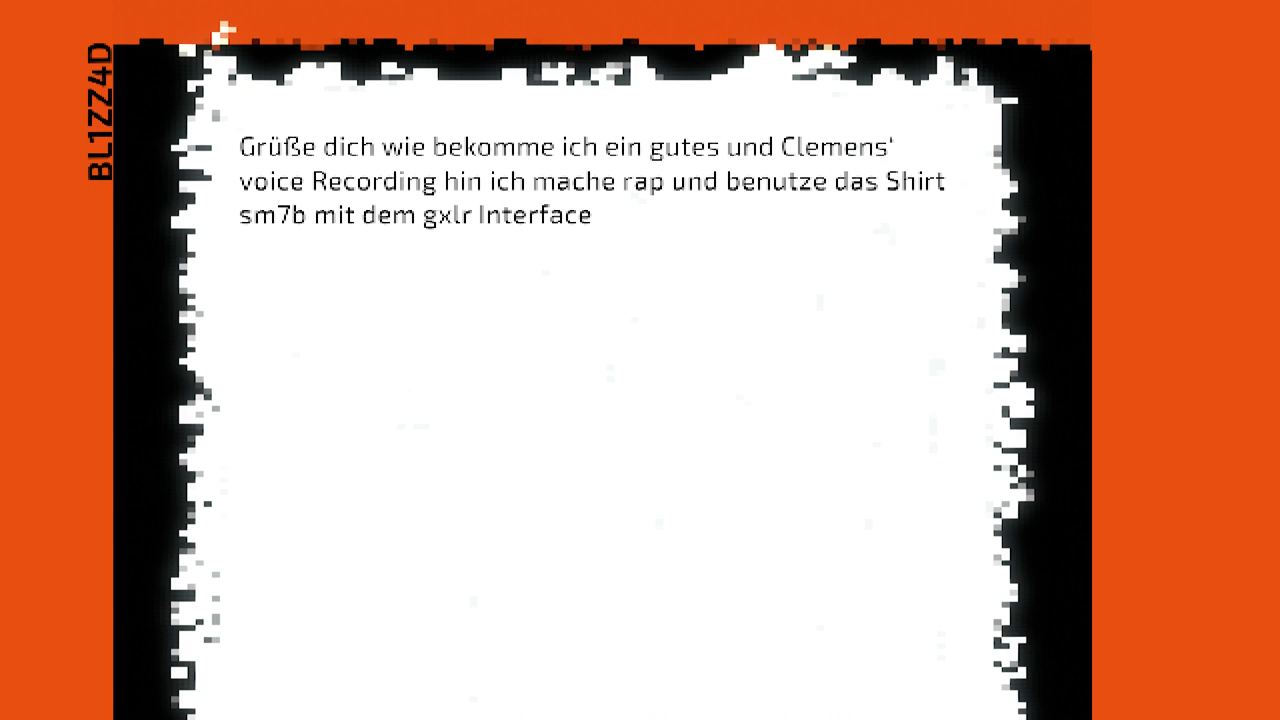 BL1ZZ4D
Grüße dich wie bekomme ich ein gutes und Clemens'
voice Recording hin ich mache rap und benutze das Shirt
sm7b mit dem gxlr Interface